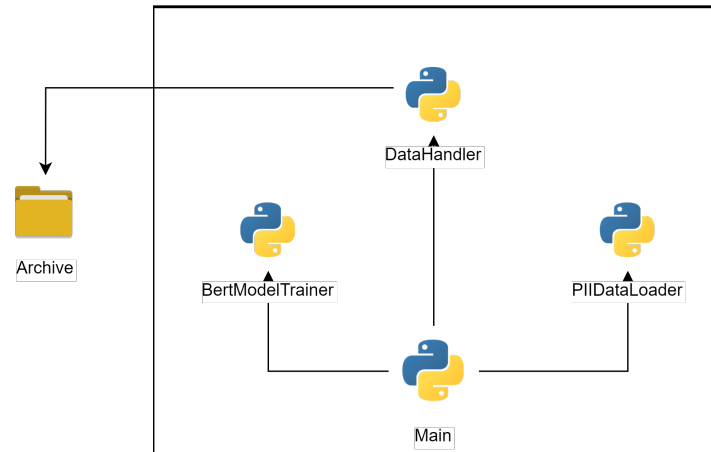 DataHandler
Archive
BertModelTrainer
PIIDataLoader
Main